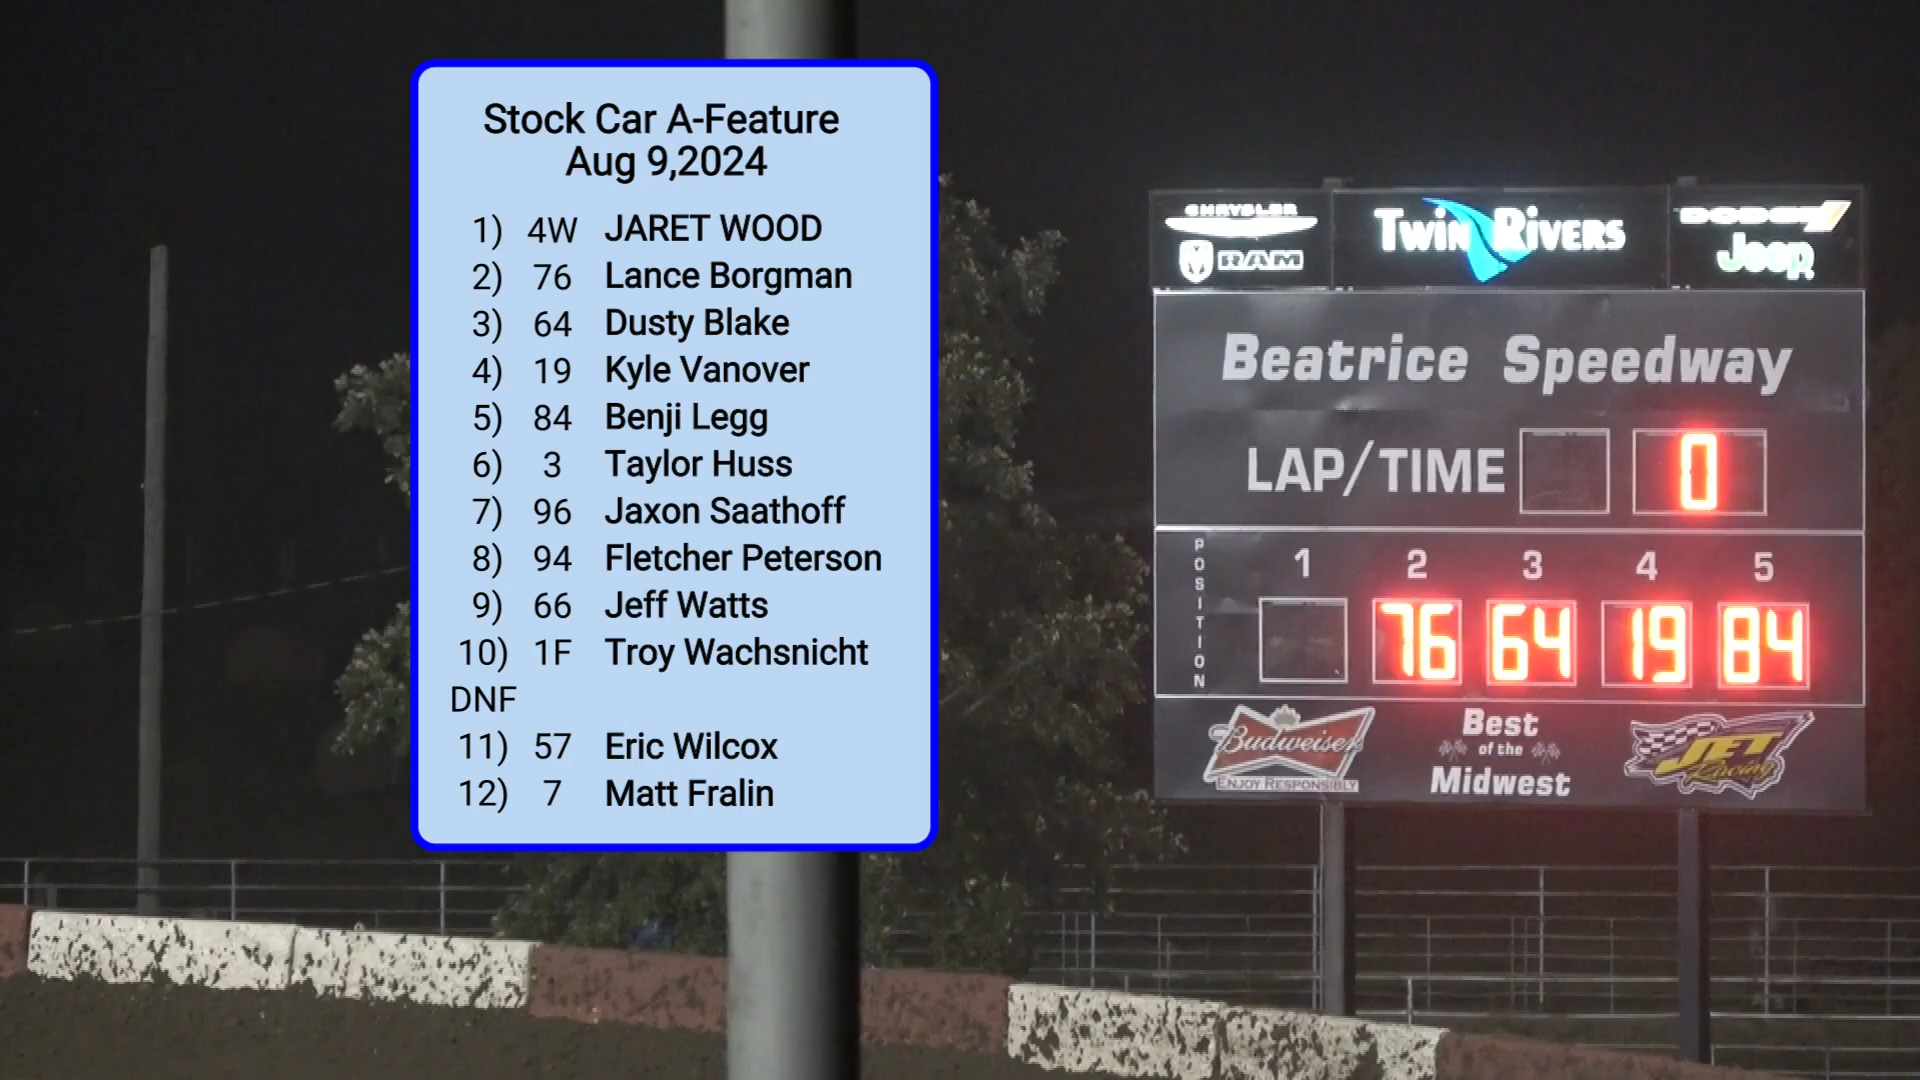 Stock Car A-Feature
Aug 9,2024
1) 4W JARET WOOD
2) 76 Lance Borgman
3) 64 Dusty Blake
4) 19 Kyle Vanover
5) 84 Benji Legg
6) 3 Taylor Huss
7) 96 Jaxon Saathoff
8) 94 Fletcher Peterson
9) 66 Jeff Watts
10) 1F Troy Wachsnicht
DNF
11) 57 Eric Wilcox
12) 7 Matt Fralin
CHRYSLER
RAM
TWIN RIVERS
DODGE
Jeep
Beatrice Speedway
LAP/TIME 0
POSITION
1 2 3 4 5
76 64 19 84
Budweiser
ENJOY RESPONSIBLY
Best
of the
Midwest
JET
Racing